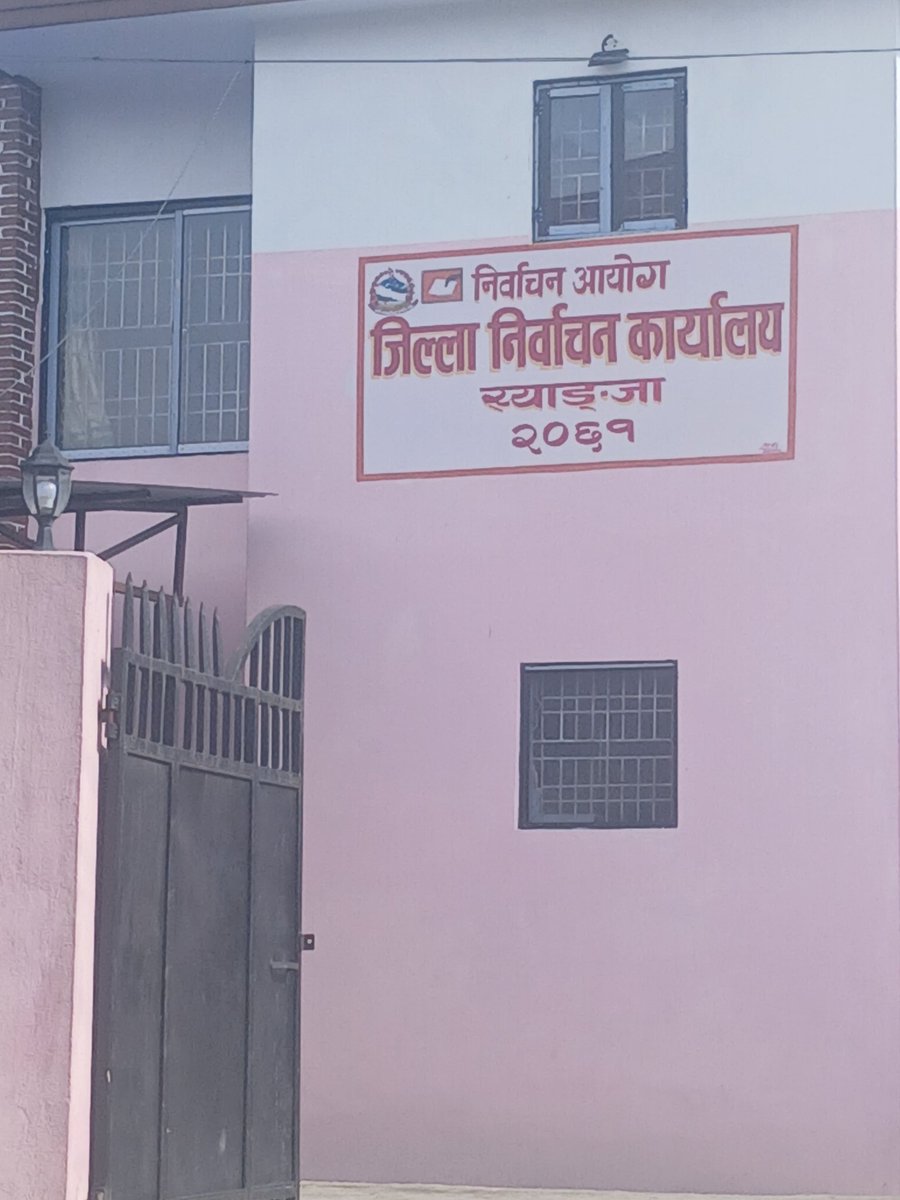 निर्वाचन आयोग
जिल्ला निर्वाचन कार्यालय
स्याङ्जा
२०६१